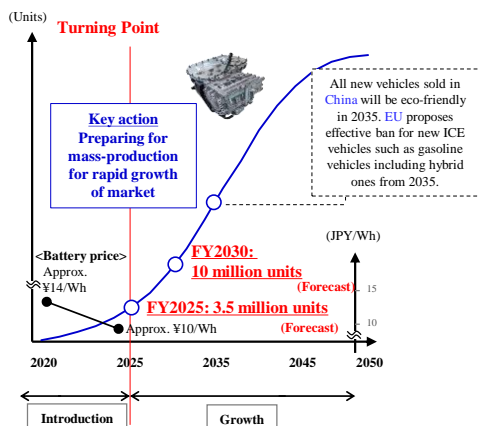 (Units)
Turning Point
Key action
Preparing for
mass-production
for rapid growth
of market
All new vehicles sold in
China will be eco-friendly
in 2035. EU proposes
effective ban for new ICE
vehicles such as gasoline
vehicles including hybrid
ones from 2035.
<Battery price>
Approx.
¥14/Wh
FY2030:
10 million units
(Forecast)
(JPY/Wh)
15
FY2025: 3.5 million units
(Forecast)
Approx. ¥10/Wh
10
2020 2025 2035 2045 2050
Introduction Growth